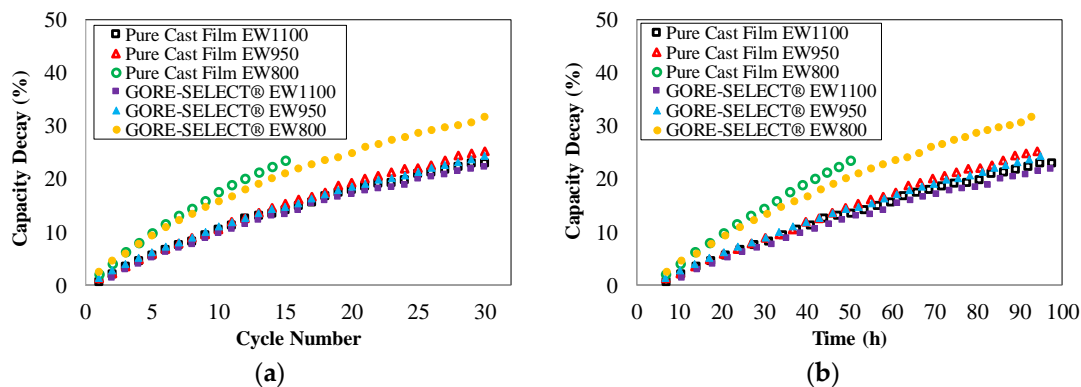 50
40
30
20
10
0
Capacity Decay (%)
Pure Cast Film EW1100
Pure Cast Film EW950
Pure Cast Film EW800
GORE-SELECT® EW1100
GORE-SELECT® EW950
GORE-SELECT® EW800
0 5 10 15 20 25 30
Cycle Number
(a)
50
40
30
20
10
0
Capacity Decay (%)
Pure Cast Film EW1100
Pure Cast Film EW950
Pure Cast Film EW800
GORE-SELECT® EW1100
GORE-SELECT® EW950
GORE-SELECT® EW800
0 10 20 30 40 50 60 70 80 90 100
Time (h)
(b)